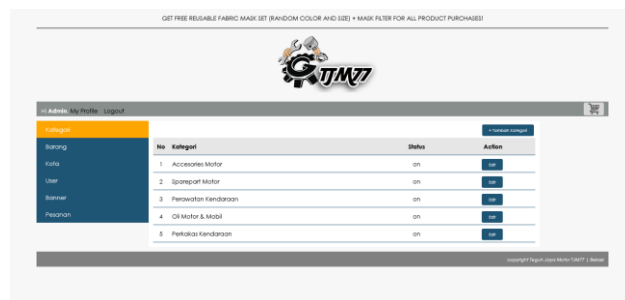 GET FREE REUSABLE FABRIC MASK SET (RANDOM COLOR AND SIZE) + MASK FILTER FOR ALL PRODUCT PURCHASES!
TJM77
Hi Admin, My Profile Logout
Kategori
+ Tambah Kategori
Barang
No Kategori Status Action
Kota
1 Accesories Motor on Edit
User
2 Sparepart Motor on Edit
Banner
3 Perawatan Kendaraan on Edit
Pesanan
4 Oli Motor & Mobil on Edit
5 Perkakas Kendaraan on Edit
copyright Teguh Jaya Motor TJM77 |